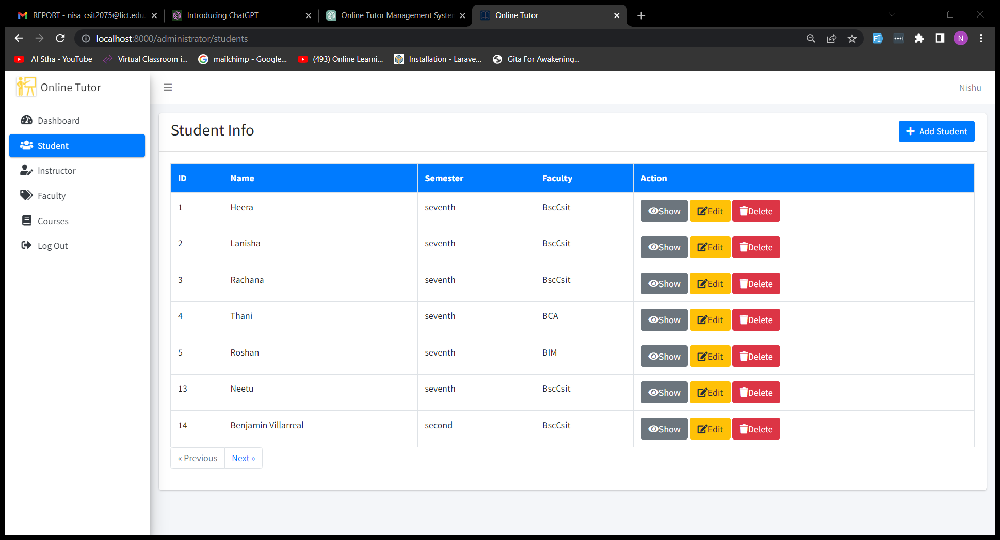 REPORT - nisa_csit2075@lict.edu.
Introducing ChatGPT
Online Tutor Management Syste
Online Tutor
localhost:8000/administrator/students
N
Al Stha - YouTube
Virtual Classroom i...
mailchimp - Google...
(493) Online Learni...
Installation - Larave...
Gita For Awakening...
Online Tutor
Nishu
Dashboard
Student
Instructor
Faculty
Courses
Log Out
Student Info
Add Student
ID Name Semester Faculty Action
1 Heera seventh BscCsit Show Edit Delete
2 Lanisha seventh BscCsit Show Edit Delete
3 Rachana seventh BscCsit Show Edit Delete
4 Thani seventh BCA Show Edit Delete
5 Roshan seventh BIM Show Edit Delete
13 Neetu seventh BscCsit Show Edit Delete
14 Benjamin Villarreal second BscCsit Show Edit Delete
« Previous Next »